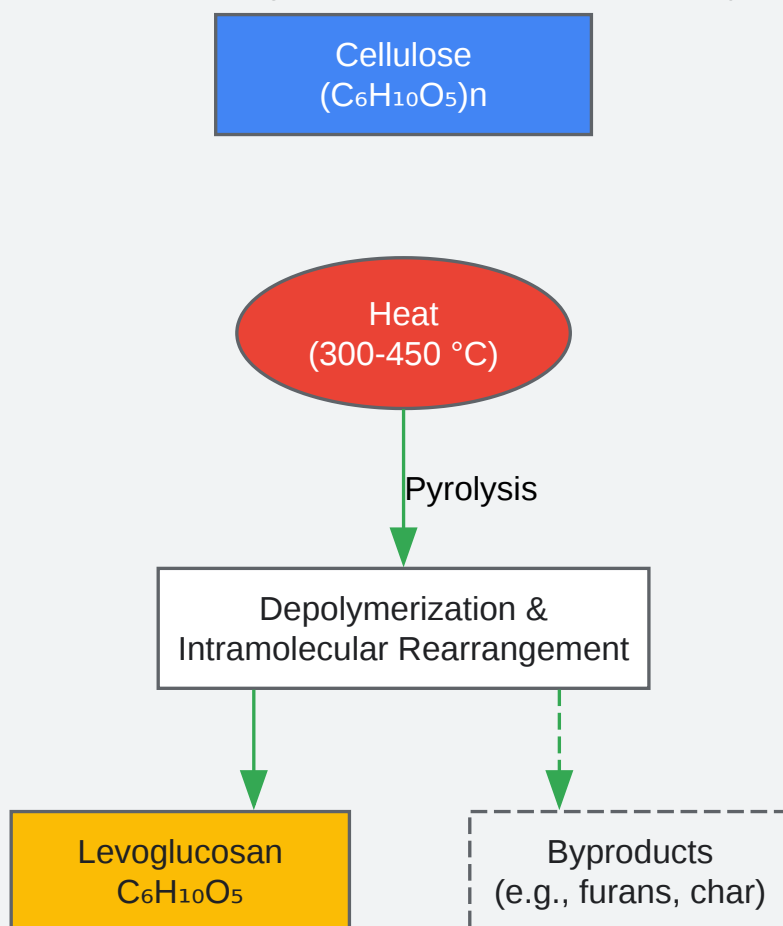 Cellulose
(C₆H₁₀O₅)n
Heat
(300-450 °C)
Pyrolysis
Depolymerization &
Intramolecular Rearrangement
Levoglucosan
C₆H₁₀O₅
Byproducts
(e.g., furans, char)